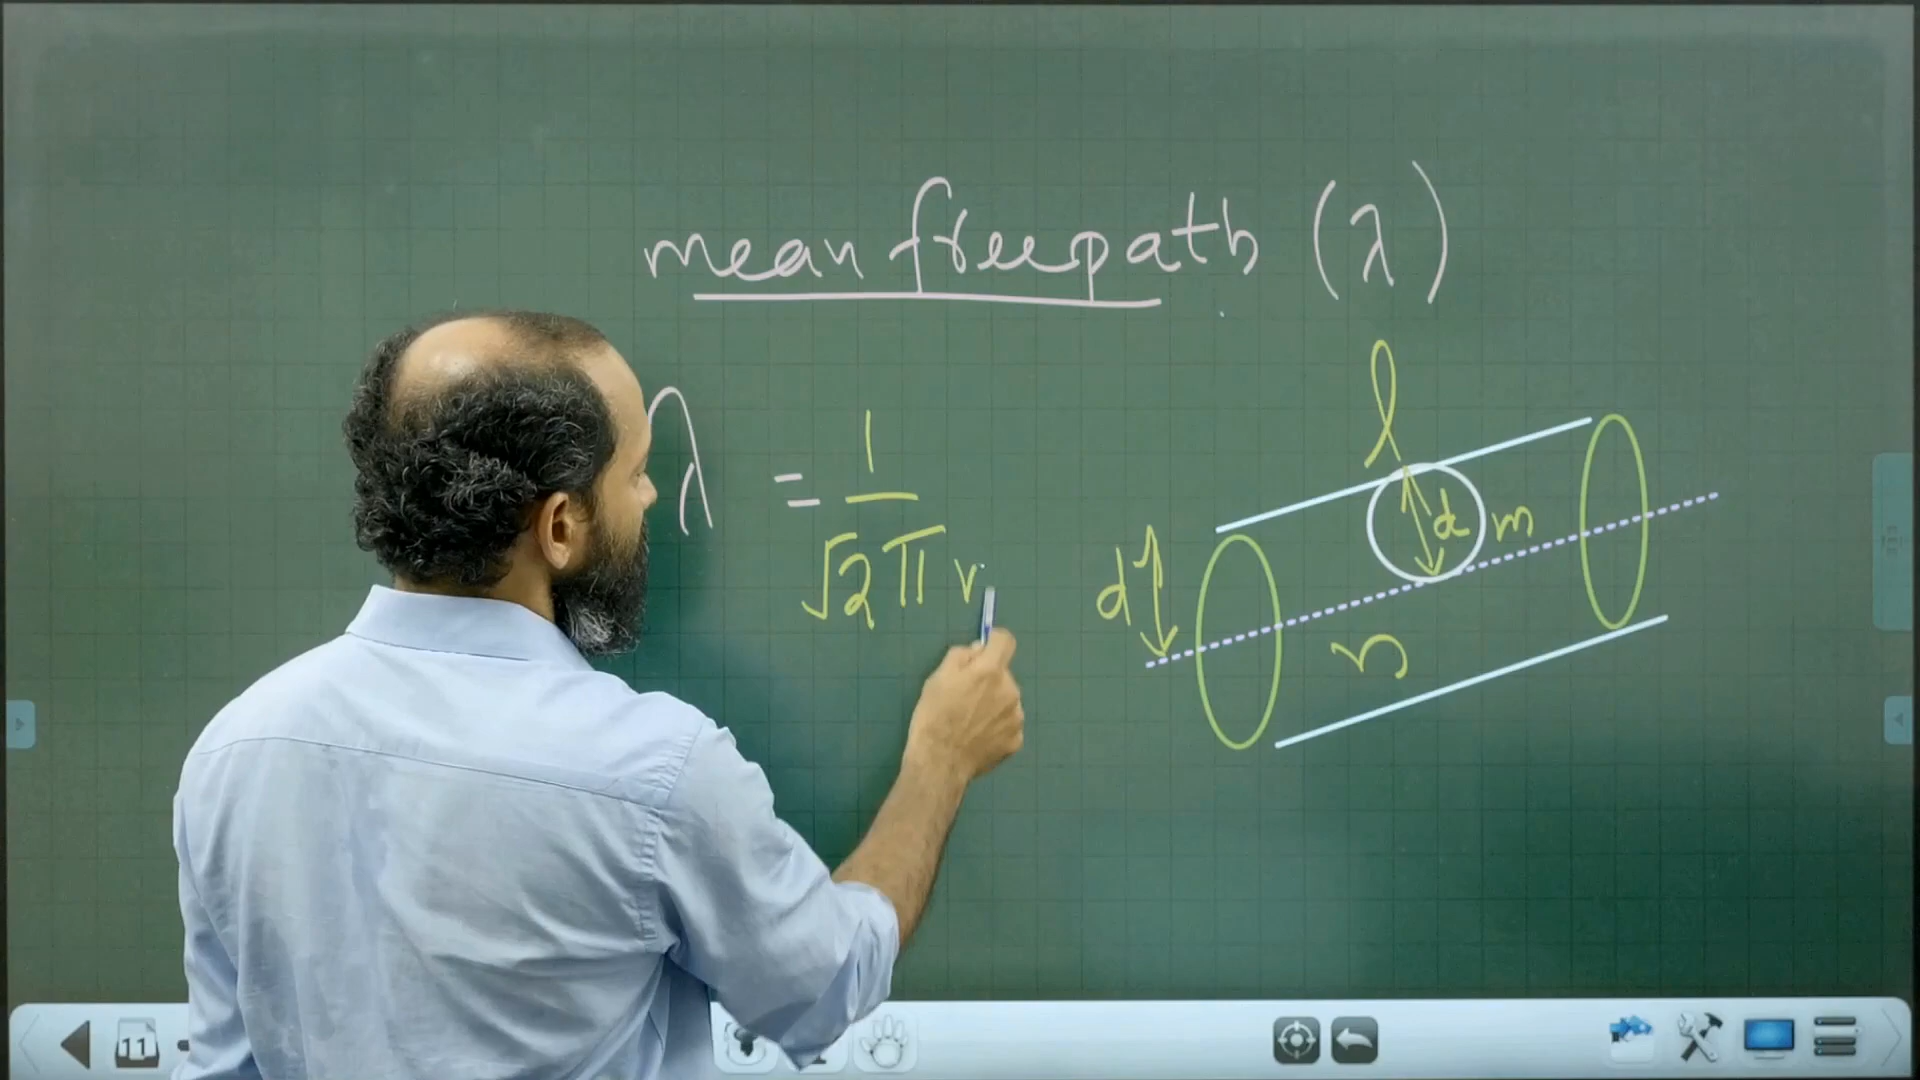 mean free path (λ)
λ = 1
√2 π n
l
d
d m
n
11